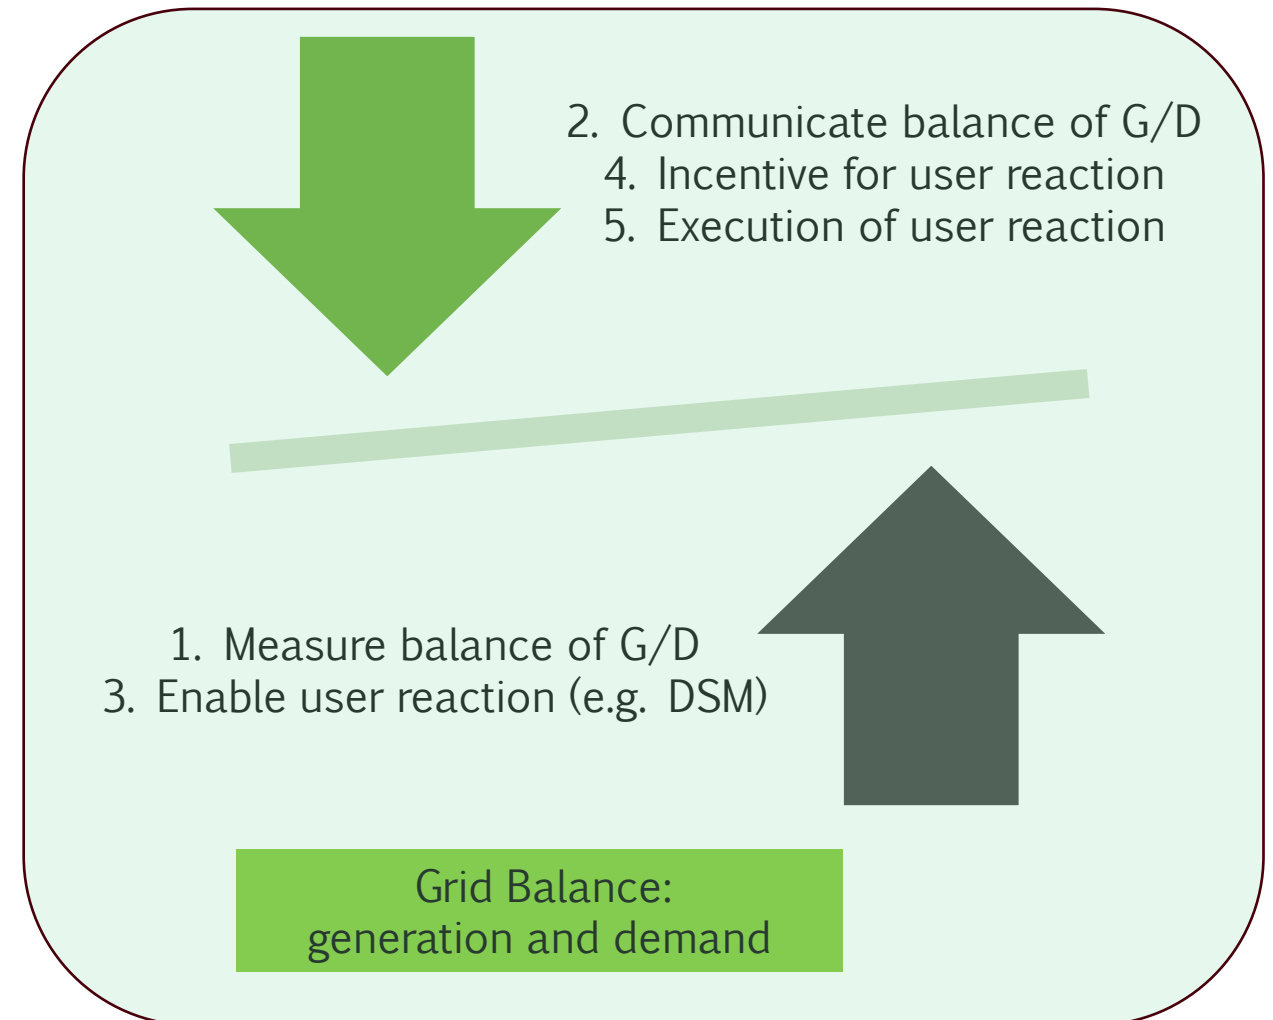 2. Communicate balance of G/D
4. Incentive for user reaction
5. Execution of user reaction
1. Measure balance of G/D
3. Enable user reaction (e.g. DSM)
Grid Balance:
generation and demand